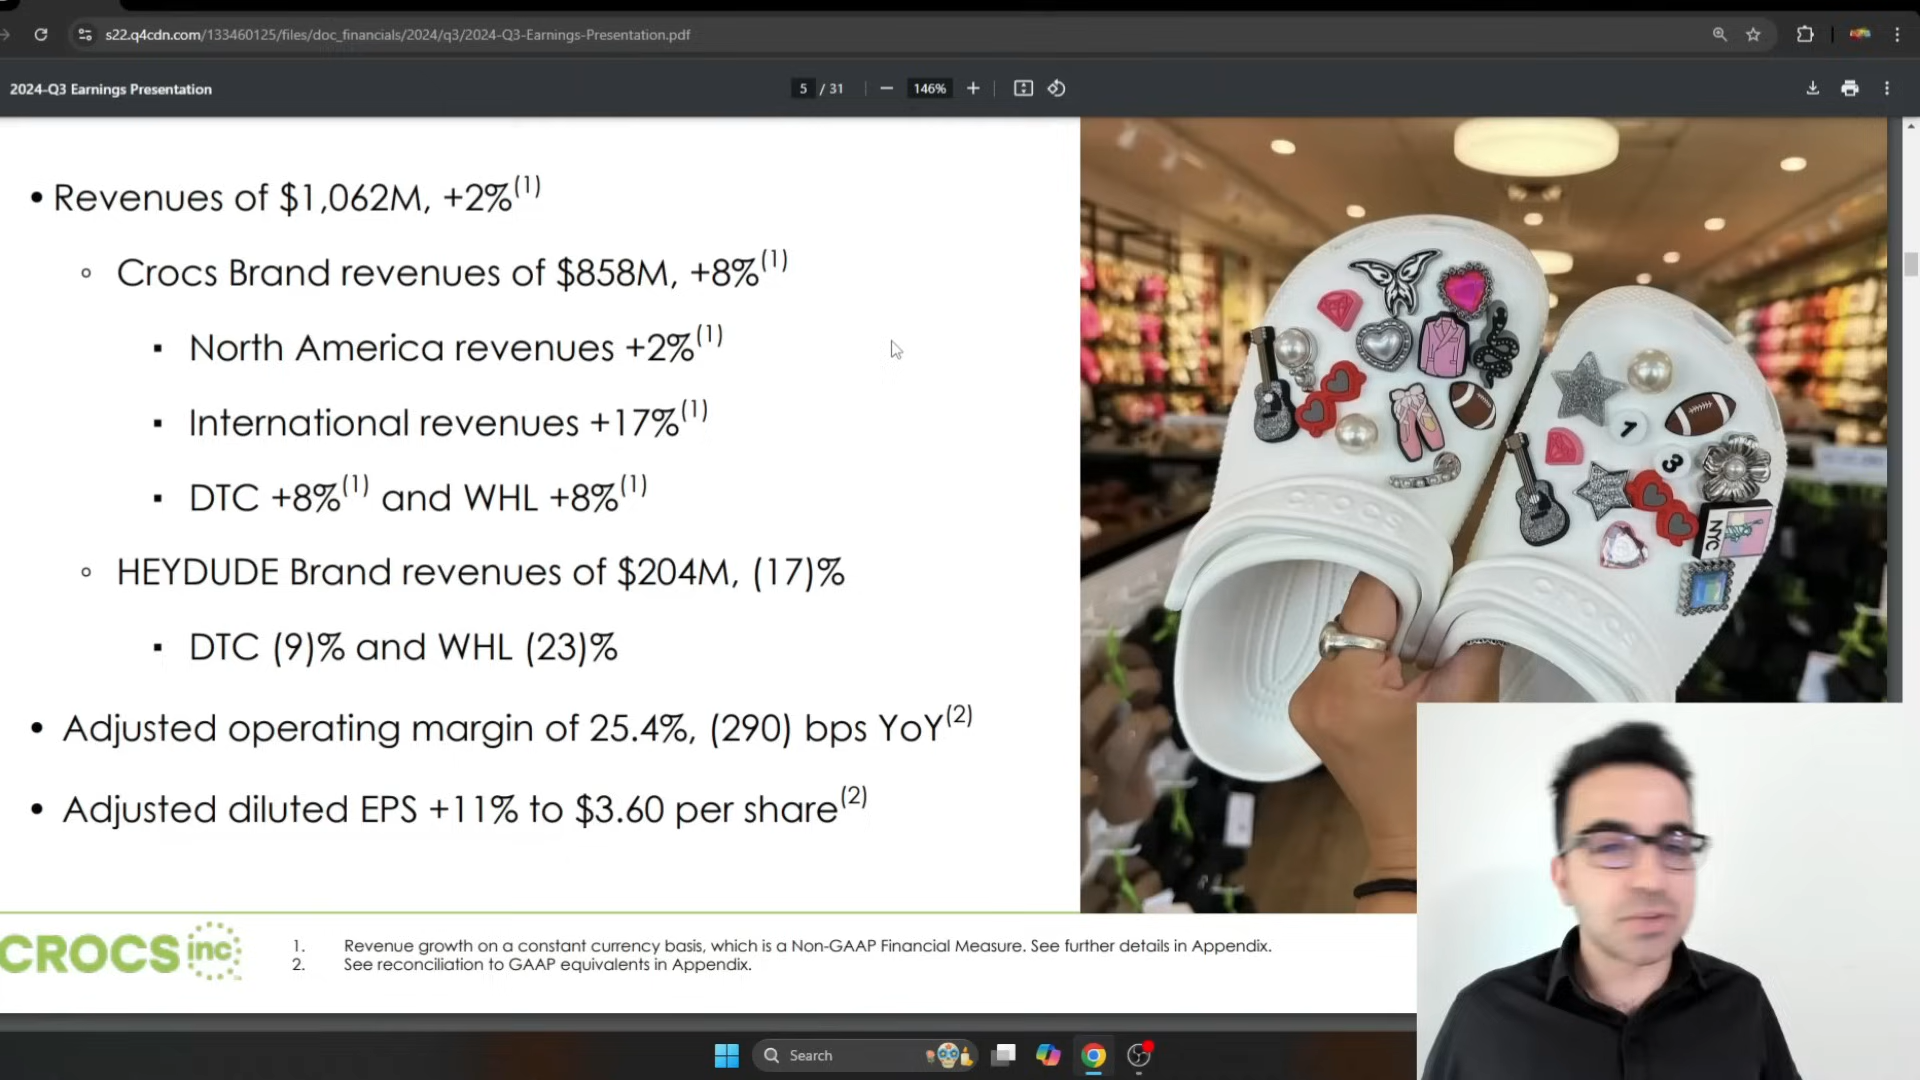 s22.q4cdn.com/133460125/files/doc_financials/2024/q3/2024-Q3-Earnings-Presentation.pdf
2024-Q3 Earnings Presentation
5 / 31
146%
• Revenues of $1,062M, +2%(1)
◦ Crocs Brand revenues of $858M, +8%(1)
▪ North America revenues +2%(1)
▪ International revenues +17%(1)
▪ DTC +8%(1) and WHL +8%(1)
◦ HEYDUDE Brand revenues of $204M, (17)%
▪ DTC (9)% and WHL (23)%
• Adjusted operating margin of 25.4%, (290) bps YoY(2)
• Adjusted diluted EPS +11% to $3.60 per share(2)
CROCS
CROCS
1
3
NYC
CROCS inc.
1. Revenue growth on a constant currency basis, which is a Non-GAAP Financial Measure. See further details in Appendix.
2. See reconciliation to GAAP equivalents in Appendix.
Search